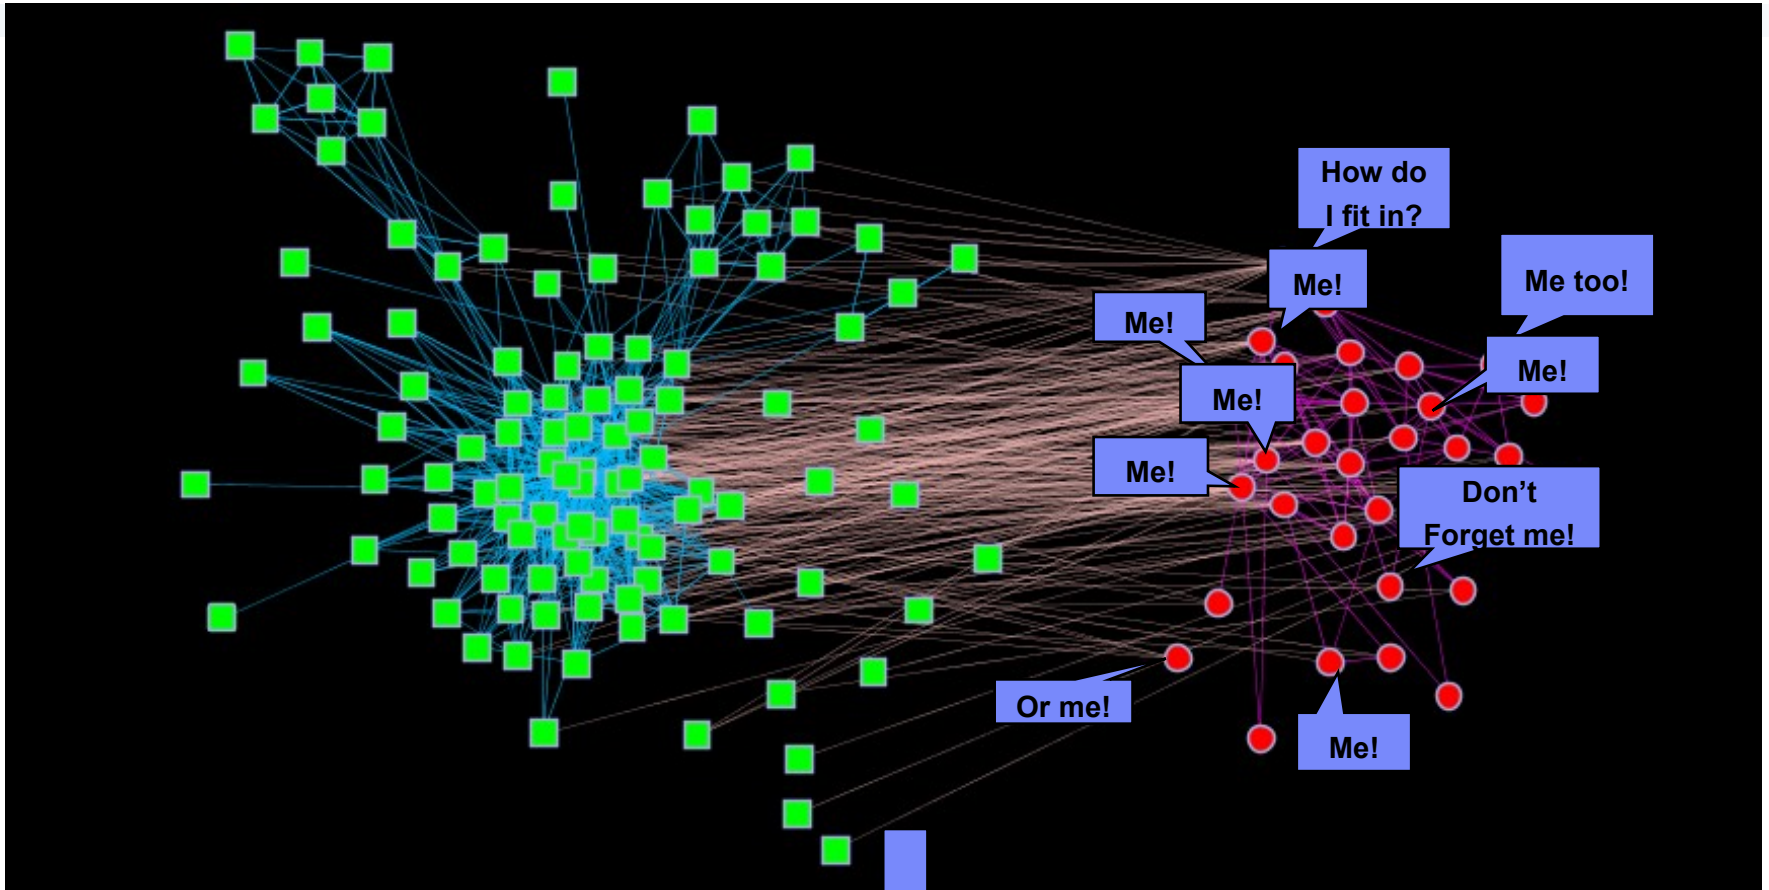 How do
I fit in?
Me!
Me too!
Me!
Me!
Me!
Me!
Don’t
Forget me!
Or me!
Me!